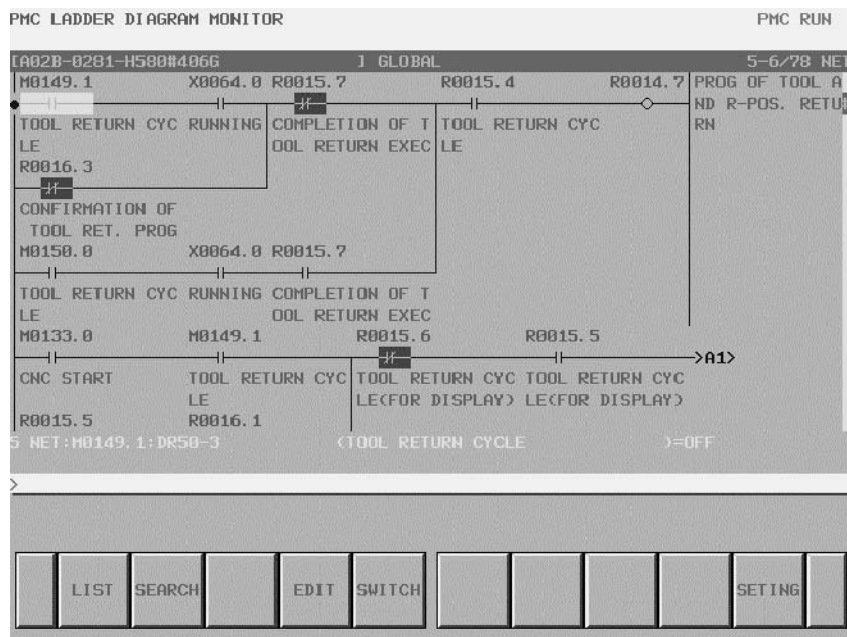 PMC LADDER DIAGRAM MONITOR PMC RUN
[A02B-0281-H580#406G ] GLOBAL 5-6/78 NET
M0149.1 X0064.0 R0015.7 R0015.4 R0014.7 PROG OF TOOL A
ND R-POS. RETU
TOOL RETURN CYC RUNNING COMPLETION OF T TOOL RETURN CYC RN
LE OOL RETURN EXEC LE
R0016.3
CONFIRMATION OF
TOOL RET. PROG
M0150.0 X0064.0 R0015.7
TOOL RETURN CYC RUNNING COMPLETION OF T
LE OOL RETURN EXEC
M0133.0 M0149.1 R0015.6 R0015.5
>A1>
CNC START TOOL RETURN CYC TOOL RETURN CYC TOOL RETURN CYC
LE LE(FOR DISPLAY) LE(FOR DISPLAY)
R0015.5 R0016.1
5 NET:M0149.1:DR50-3 (TOOL RETURN CYCLE )=OFF
>
LIST SEARCH EDIT SWITCH SETING